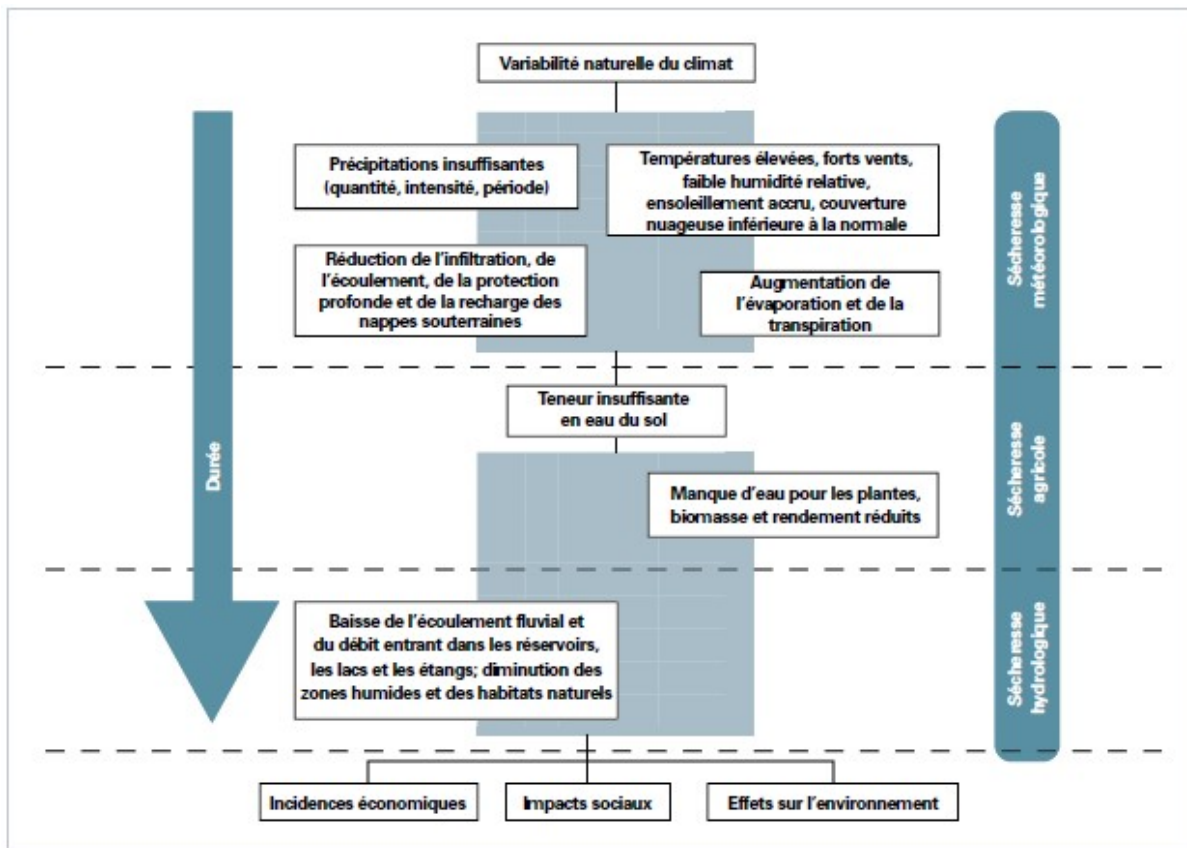 Variabilité naturelle du climat
Précipitations insuffisantes
(quantité, intensité, période)
Températures élevées, forts vents,
faible humidité relative,
ensoleillement accru, couverture
nuageuse inférieure à la normale
Réduction de l'infiltration, de
l'écoulement, de la protection
profonde et de la recharge des
nappes souterraines
Augmentation de
l'évaporation et de la
transpiration
Sécheresse
météorologique
Teneur insuffisante
en eau du sol
Durée
Manque d'eau pour les plantes,
biomasse et rendement réduits
Sécheresse
agricole
Baisse de l'écoulement fluvial et
du débit entrant dans les réservoirs,
les lacs et les étangs; diminution des
zones humides et des habitats naturels
Sécheresse
hydrologique
Incidences économiques
Impacts sociaux
Effets sur l'environnement